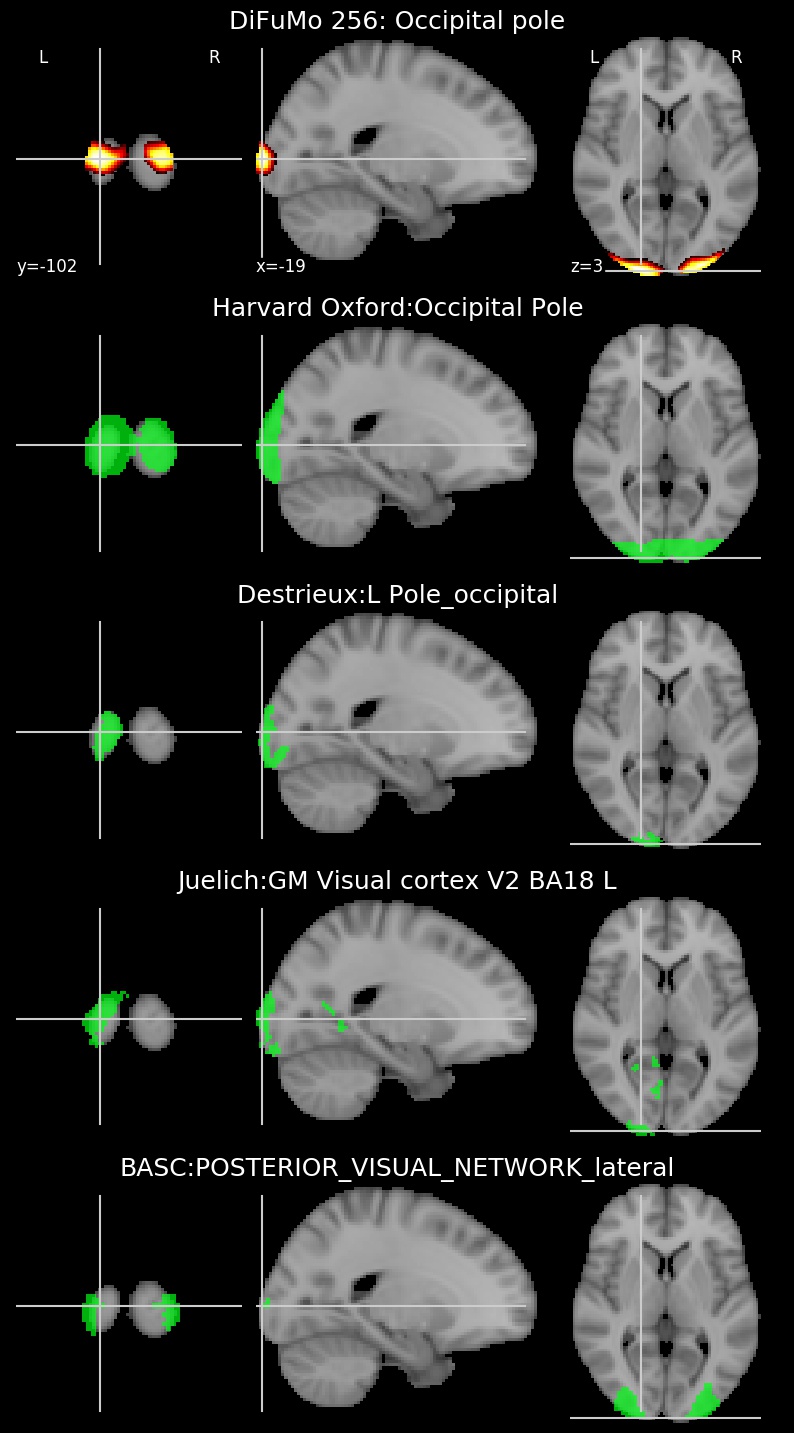 DiFuMo 256: Occipital pole
L R L R
y=-102 x=-19 z=3
Harvard Oxford:Occipital Pole
Destrieux:L Pole_occipital
Juelich:GM Visual cortex V2 BA18 L
BASC:POSTERIOR_VISUAL_NETWORK_lateral